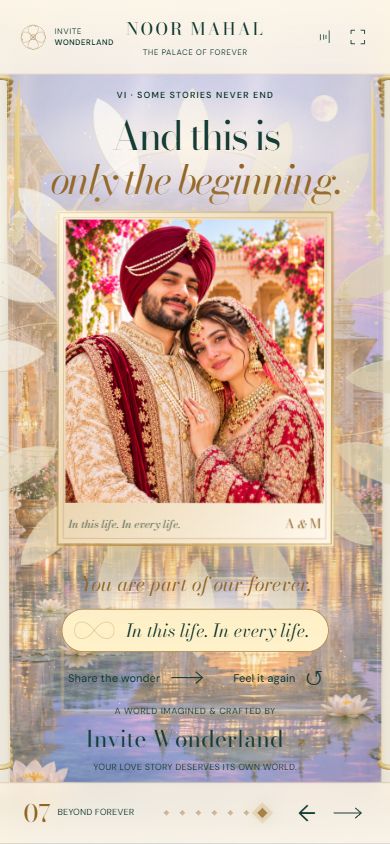 INVITE
WONDERLAND
NOOR MAHAL
THE PALACE OF FOREVER
VI · SOME STORIES NEVER END
And this is
only the beginning.
In this life. In every life.
A & M
You are part of our forever.
In this life. In every life.
Share the wonder
Feel it again
A WORLD IMAGINED & CRAFTED BY
Invite Wonderland
YOUR LOVE STORY DESERVES ITS OWN WORLD.
07 BEYOND FOREVER